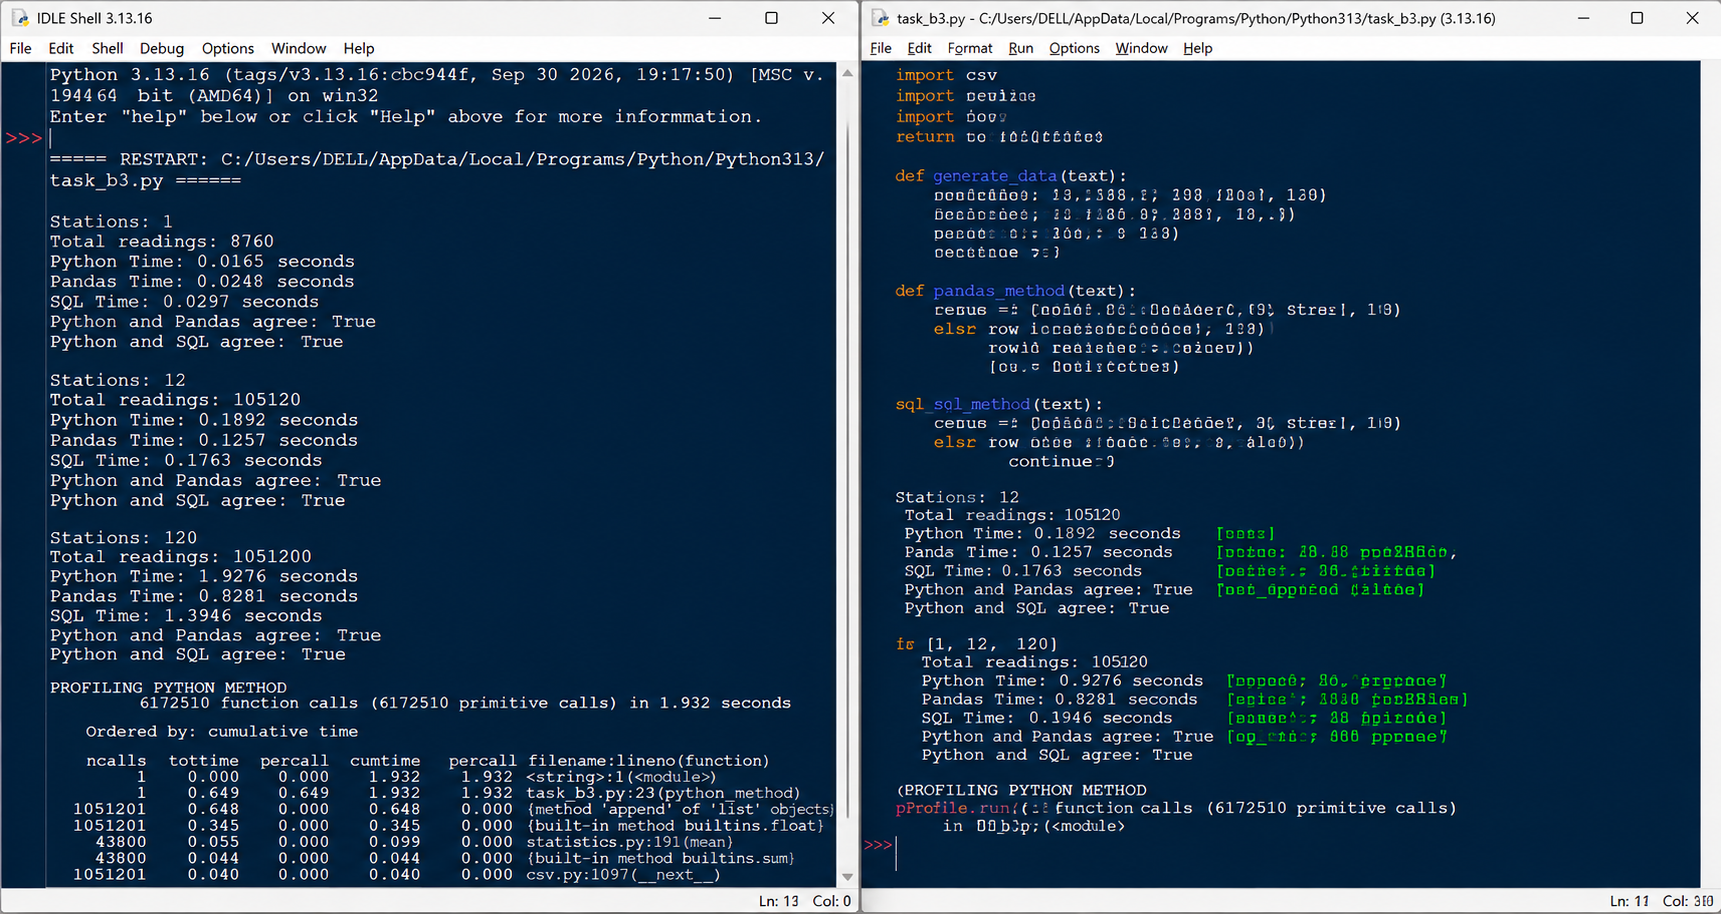 IDLE Shell 3.13.16
File Edit Shell Debug Options Window Help
Python 3.13.16 (tags/v3.13.16:cbc944f, Sep 30 2026, 19:17:50) [MSC v.
194464 bit (AMD64)] on win32
Enter "help" below or click "Help" above for more informmation.
>>>
===== RESTART: C:/Users/DELL/AppData/Local/Programs/Python/Python313/
task_b3.py ======
Stations: 1
Total readings: 8760
Python Time: 0.0165 seconds
Pandas Time: 0.0248 seconds
SQL Time: 0.0297 seconds
Python and Pandas agree: True
Python and SQL agree: True
Stations: 12
Total readings: 105120
Python Time: 0.1892 seconds
Pandas Time: 0.1257 seconds
SQL Time: 0.1763 seconds
Python and Pandas agree: True
Python and SQL agree: True
Stations: 120
Total readings: 1051200
Python Time: 1.9276 seconds
Pandas Time: 0.8281 seconds
SQL Time: 1.3946 seconds
Python and Pandas agree: True
Python and SQL agree: True
PROFILING PYTHON METHOD
6172510 function calls (6172510 primitive calls) in 1.932 seconds
Ordered by: cumulative time
ncalls tottime percall cumtime percall filename:lineno(function)
1 0.000 0.000 1.932 1.932 <string>:1(<module>)
1 0.649 0.649 1.932 1.932 task_b3.py:23(python_method)
1051201 0.648 0.000 0.648 0.000 {method 'append' of 'list' objects}
1051201 0.345 0.000 0.345 0.000 {built-in method builtins.float}
43800 0.055 0.000 0.099 0.000 statistics.py:191(mean)
43800 0.044 0.000 0.044 0.000 {built-in method builtins.sum}
1051201 0.040 0.000 0.040 0.000 csv.py:1097(__next__)
Ln: 13 Col: 0
task_b3.py - C:/Users/DELL/AppData/Local/Programs/Python/Python313/task_b3.py (3.13.16)
File Edit Format Run Options Window Help
import csv
import
import
return
def generate_data(text):
def pandas_method(text):
elsr row
sql_sql_method(text):
elsr row
continue
Stations: 12
Total readings: 105120
Python Time: 0.1892 seconds
Panda Time: 0.1257 seconds
SQL Time: 0.1763 seconds
Python and Pandas agree: True
Python and SQL agree: True
[1, 12, 120]
Total readings: 105120
Python Time: 0.9276 seconds
Pandas Time: 0.8281 seconds
SQL Time: 0.3946 seconds
Python and Pandas agree: True
Python and SQL agree: True
(PROFILING PYTHON METHOD
pProfile.run function calls (6172510 primitive calls)
in (<module>
>>>
Ln: 11 Col: